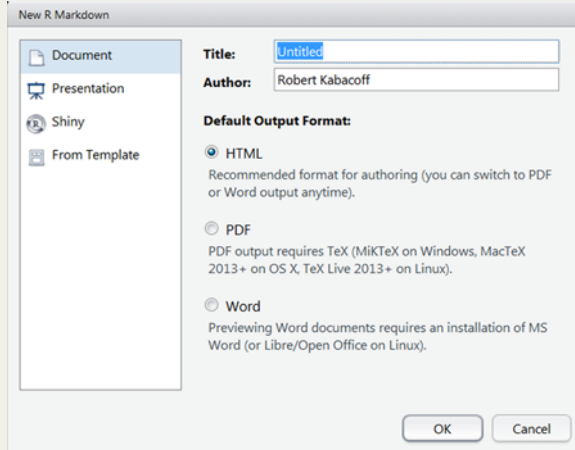 New R Markdown
Document
Presentation
Shiny
From Template
Title: Untitled
Author: Robert Kabacoff
Default Output Format:
HTML
Recommended format for authoring (you can switch to PDF
or Word output anytime).
PDF
PDF output requires TeX (MiKTeX on Windows, MacTeX
2013+ on OS X, TeX Live 2013+ on Linux).
Word
Previewing Word documents requires an installation of MS
Word (or Libre/Open Office on Linux).
OK Cancel